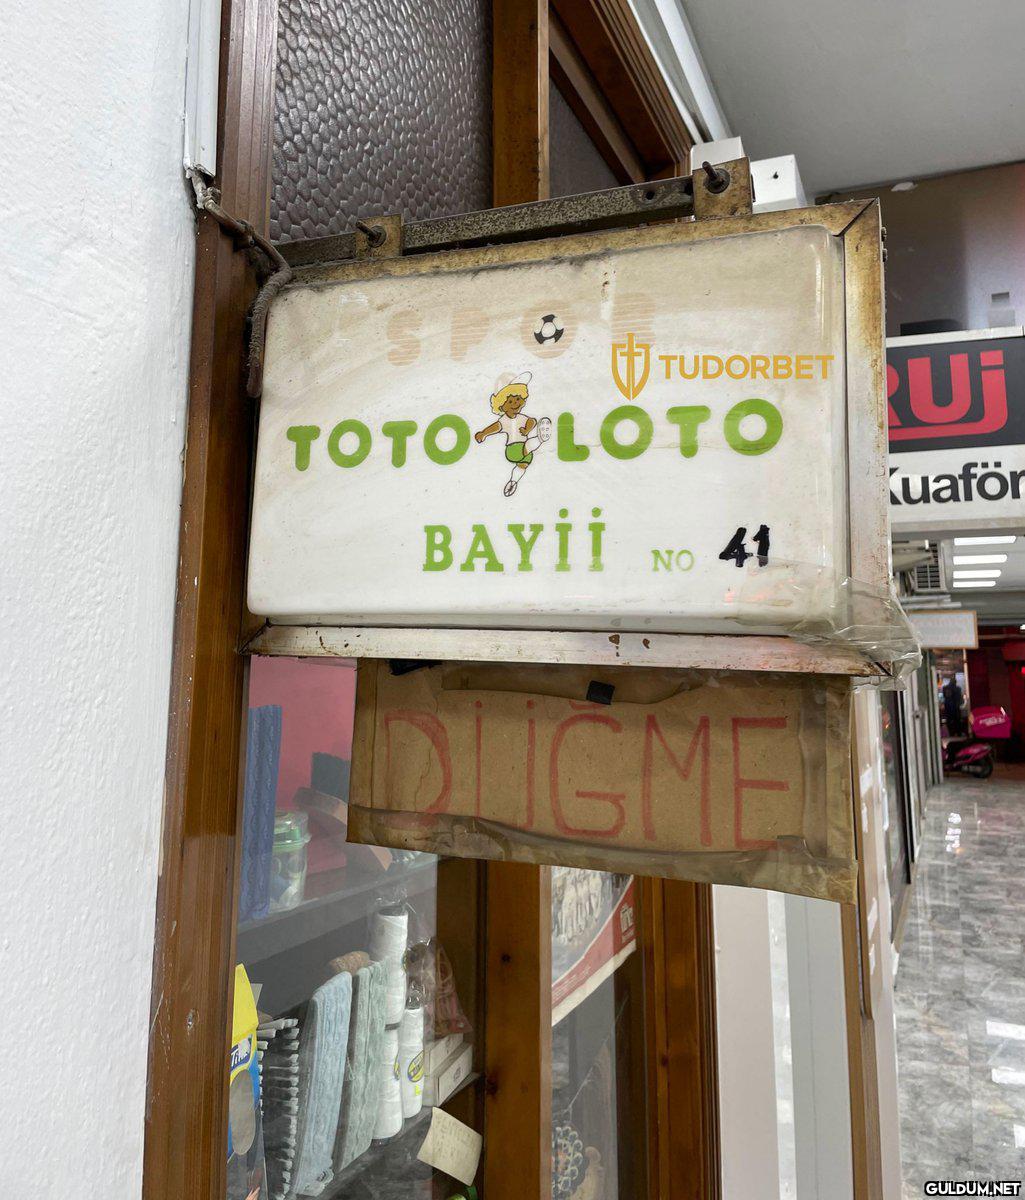 SPOR
TUDORBET
TOTO LOTO
BAYİİ NO 41
RUJ
Kuaför
DÜĞME
GULDUM.NET